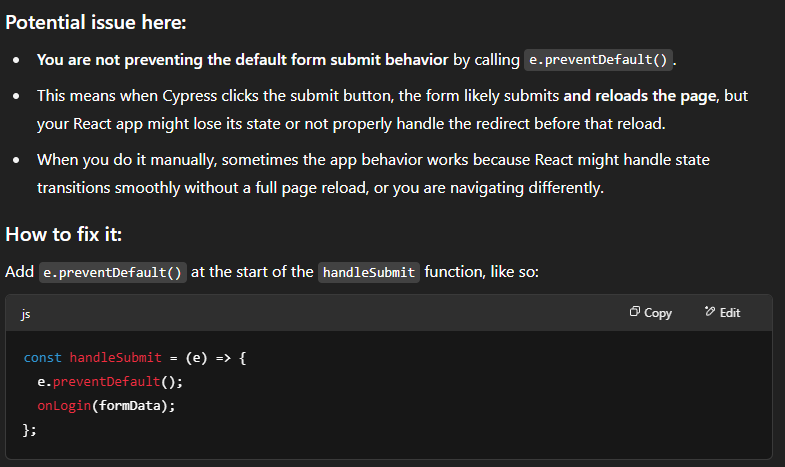 Potential issue here:
You are not preventing the default form submit behavior by calling e.preventDefault().
This means when Cypress clicks the submit button, the form likely submits and reloads the page, but
your React app might lose its state or not properly handle the redirect before that reload.
When you do it manually, sometimes the app behavior works because React might handle state
transitions smoothly without a full page reload, or you are navigating differently.
How to fix it:
Add e.preventDefault() at the start of the handleSubmit function, like so:
js Copy Edit
const handleSubmit = (e) => {
  e.preventDefault();
  onLogin(formData);
};